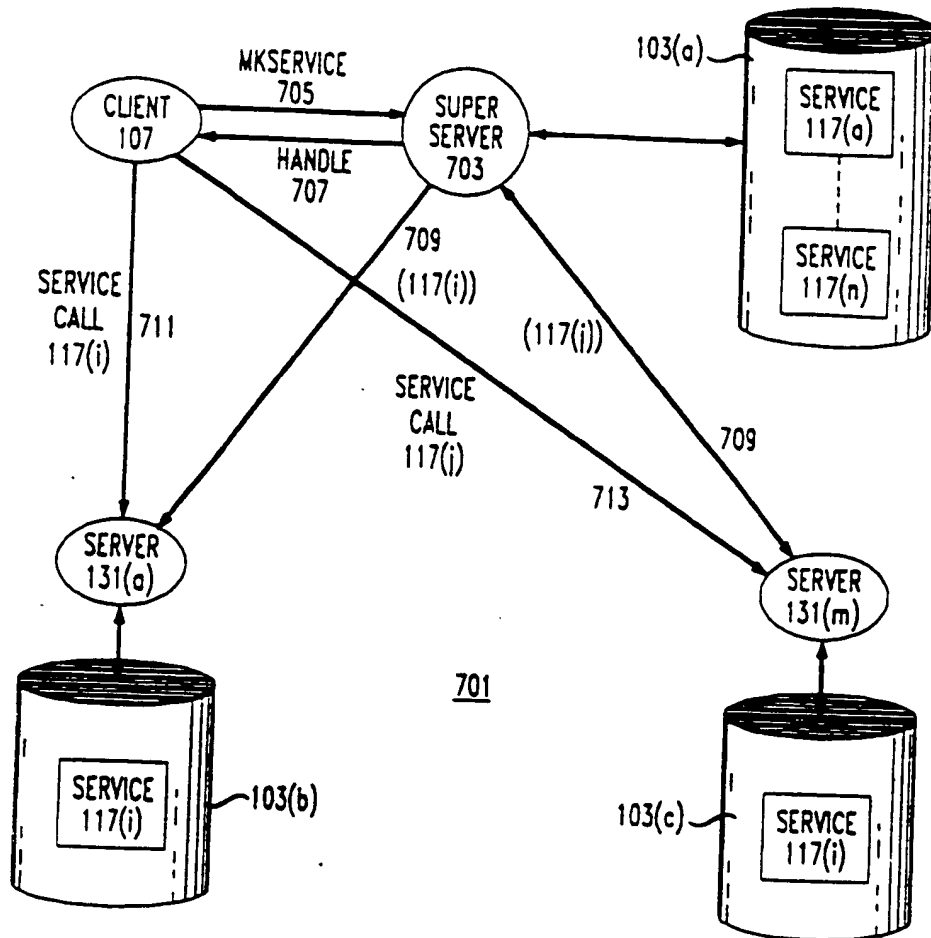 103(a)
MKSERVICE
705
CLIENT
107
SUPER
SERVER
703
SERVICE
117(a)
HANDLE
707
SERVICE
117(n)
709
(117(i))
SERVICE
CALL
117(i)
711
(117(j))
SERVICE
CALL
117(j)
709
713
SERVER
131(a)
SERVER
131(m)
701
SERVICE
117(i)
103(b)
103(c)
SERVICE
117(i)